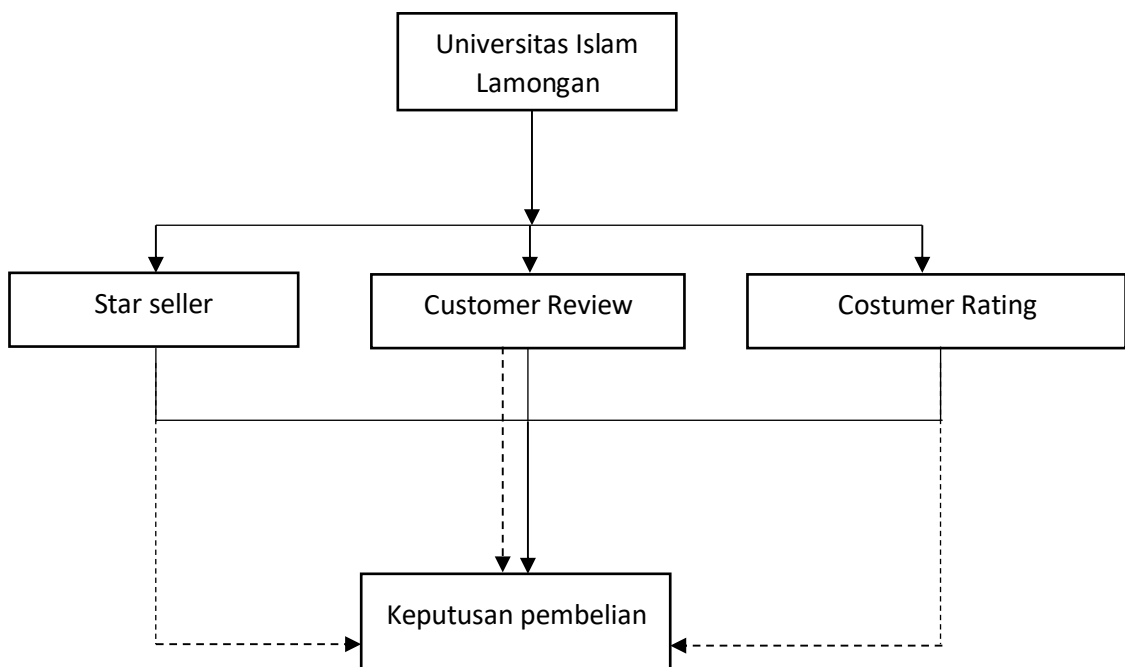 Universitas Islam
Lamongan
Star seller
Customer Review
Costumer Rating
Keputusan pembelian